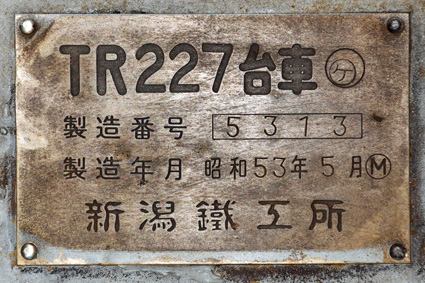 TR227台車 ㋘
製造番号 5313
製造年月 昭和53年5月 Ⓜ
新潟鐵工所